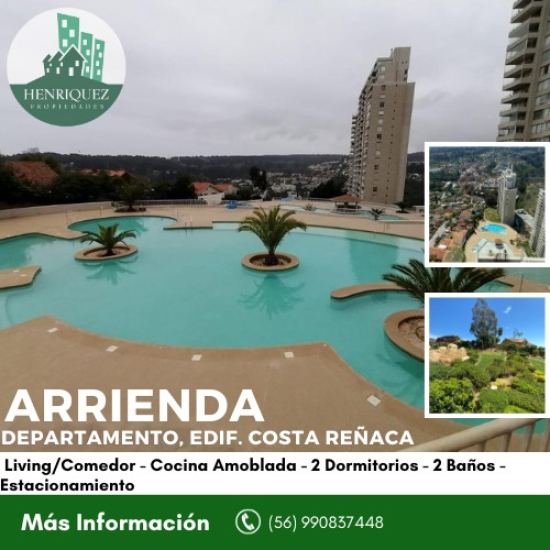 HENRIQUEZ
PROPIEDADES
ARRIENDA
DEPARTAMENTO, EDIF. COSTA REÑACA
Living/Comedor - Cocina Amoblada - 2 Dormitorios - 2 Baños -
Estacionamiento
Más Información (56) 990837448